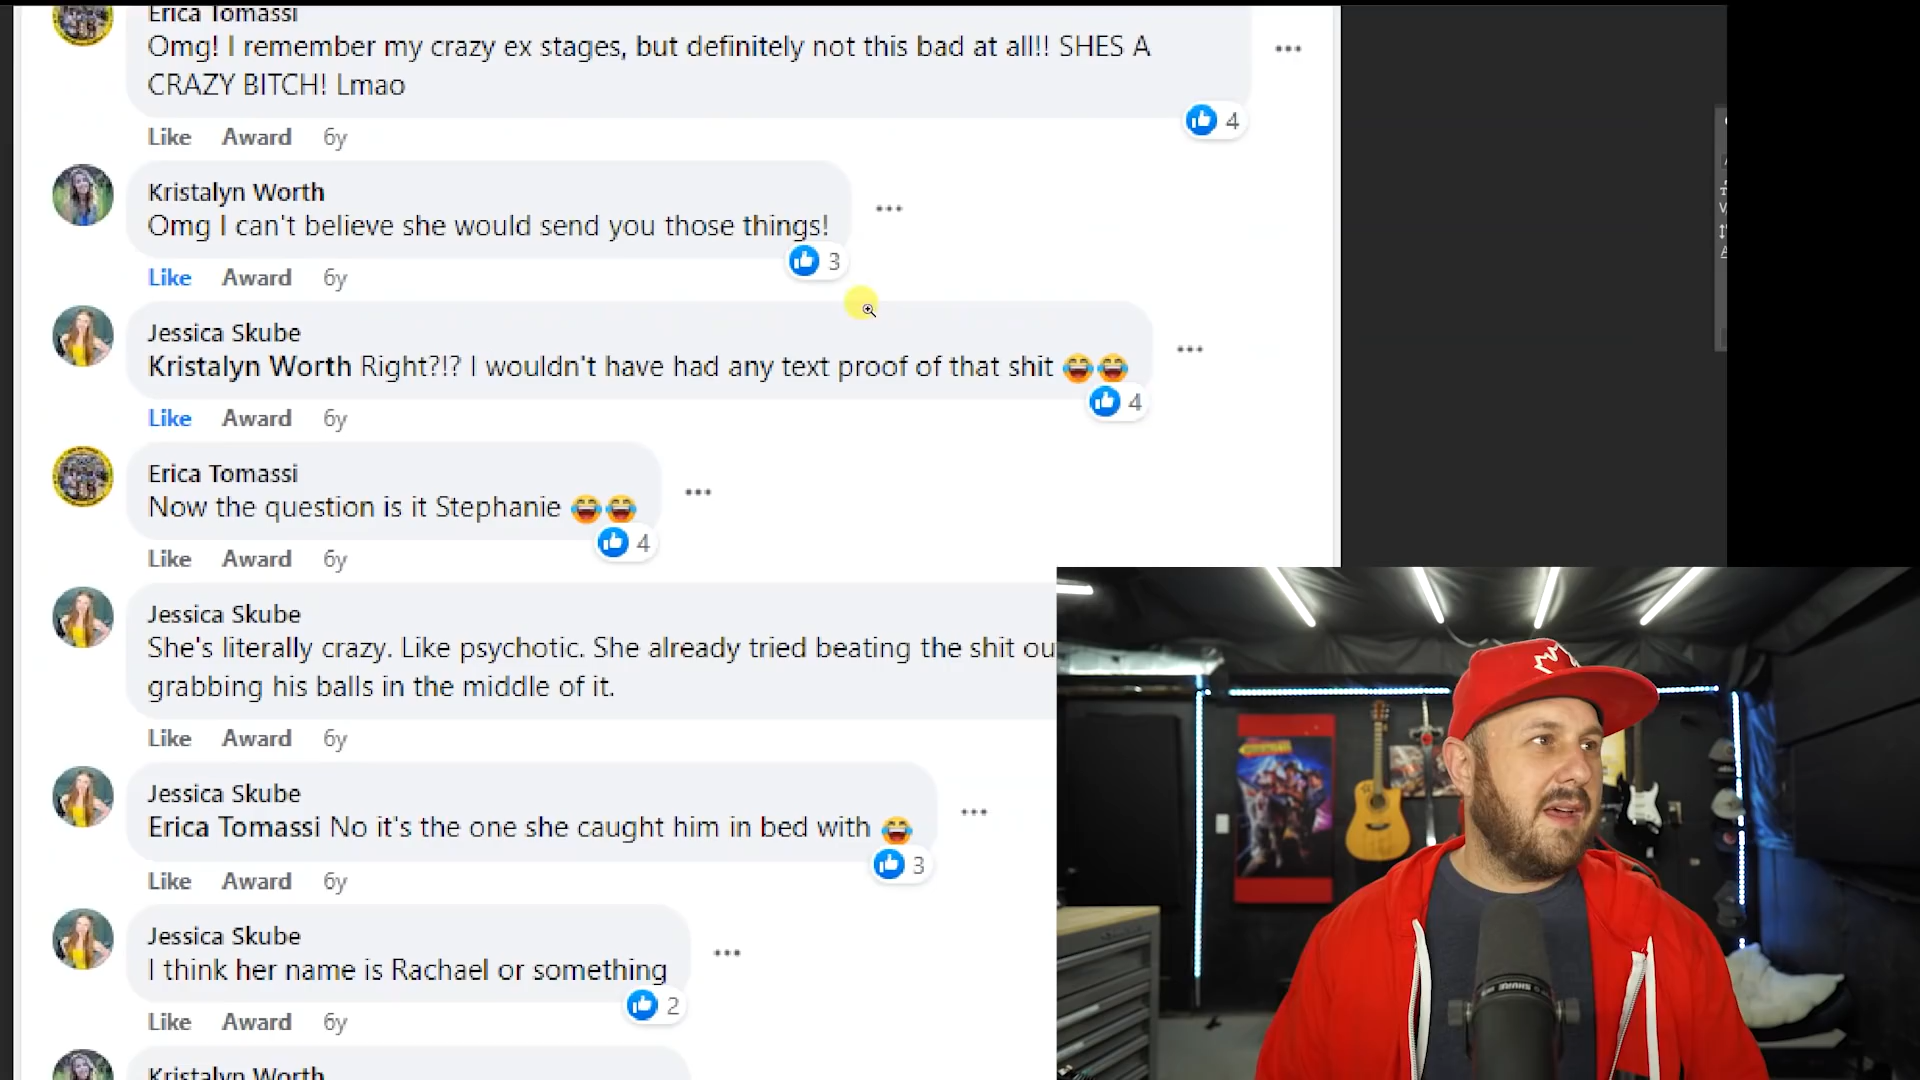 Erica Tomassi
Omg! I remember my crazy ex stages, but definitely not this bad at all!! SHES A
CRAZY BITCH! Lmao
4
Like Award 6y
Kristalyn Worth
Omg I can't believe she would send you those things!
3
Like Award 6y
Jessica Skube
Kristalyn Worth Right?!? I wouldn't have had any text proof of that shit 😂😂
4
Like Award 6y
Erica Tomassi
Now the question is it Stephanie 😂😂
4
Like Award 6y
Jessica Skube
She's literally crazy. Like psychotic. She already tried beating the shit ou
grabbing his balls in the middle of it.
Like Award 6y
Jessica Skube
Erica Tomassi No it's the one she caught him in bed with 😂
3
Like Award 6y
Jessica Skube
I think her name is Rachael or something
2
Like Award 6y
Kristalyn Worth
SHURE